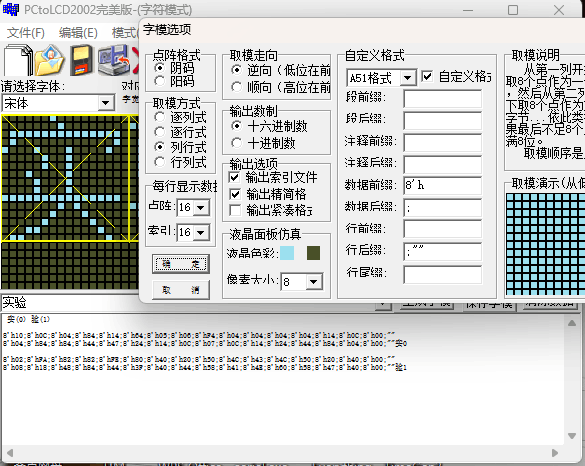 PCtoLCD2002完美版-(字符模式)
文件(F) 编辑(E) 模式(
请选择字体:
宋体
字宽
字模选项
点阵格式
阴码
阳码
取模方式
逐列式
逐行式
列行式
行列式
每行显示数据
点阵: 16
索引: 16
确 定
取 消
取模走向
逆向(低位在前
顺向(高位在前
输出数制
十六进制数
十进制数
输出选项
输出索引文件
输出精简格
输出紧凑格式
液晶面板仿真
液晶色彩:
像素大小: 8
自定义格式
A51格式 自定义格式
段前缀:
段后缀:
注释前缀:
注释后缀:
数据前缀: 8'h
数据后缀: ;
行前缀:
行后缀: ;""
行尾缀:
取模说明
从第一列开
取8个点作为一
,然后从第一列
下取8个点作为
字节...依此类
果最后不足8个
满8位。
取模顺序是
取模演示(从低
实验
安(0) 验(1)
8'h10;8'h0C;8'h04;8'h84;8'h14;8'h64;8'h05;8'h06;8'hF4;8'h04;8'h04;8'h04;8'h04;8'h14;8'h0C;8'h00;""
8'h04;8'h84;8'h84;8'h44;8'h47;8'h24;8'h14;8'h0C;8'h07;8'h0C;8'h14;8'h24;8'h44;8'h84;8'h04;8'h00;""实0
8'h02;8'hFA;8'h82;8'h82;8'hFE;8'h80;8'h40;8'h20;8'h50;8'h4C;8'h43;8'h4C;8'h50;8'h20;8'h40;8'h00;""
8'h08;8'h18;8'h48;8'h84;8'h44;8'h3F;8'h40;8'h44;8'h58;8'h41;8'h4E;8'h60;8'h58;8'h47;8'h40;8'h00;""验1